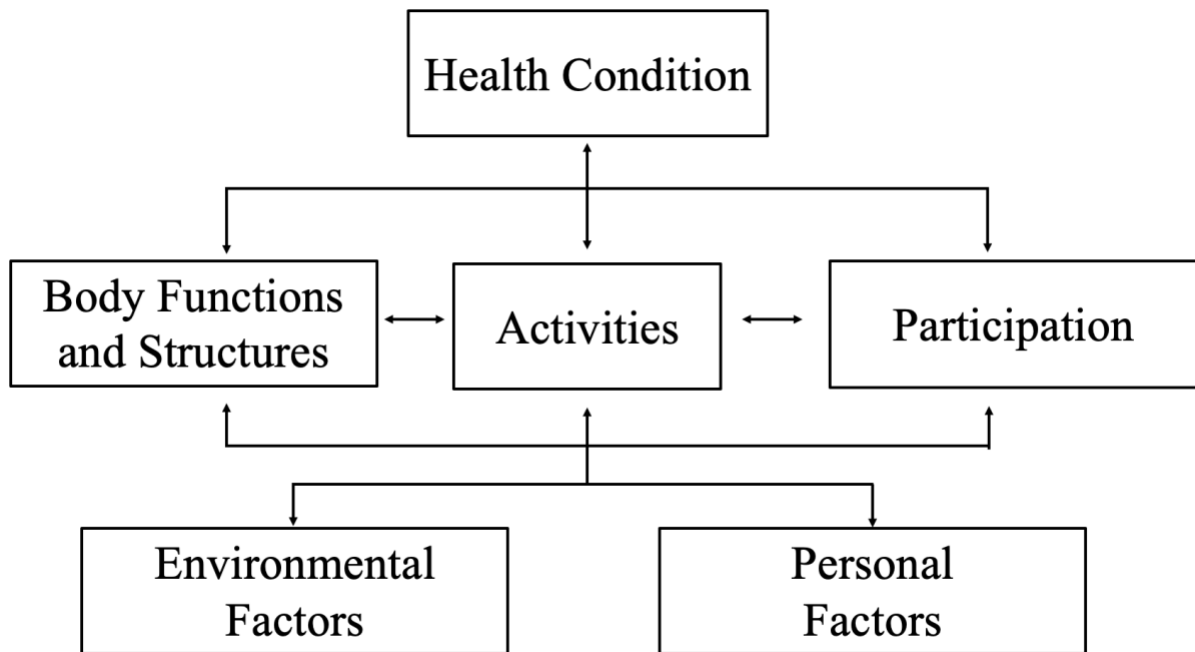 Health Condition
Body Functions
and Structures
Activities
Participation
Environmental
Factors
Personal
Factors